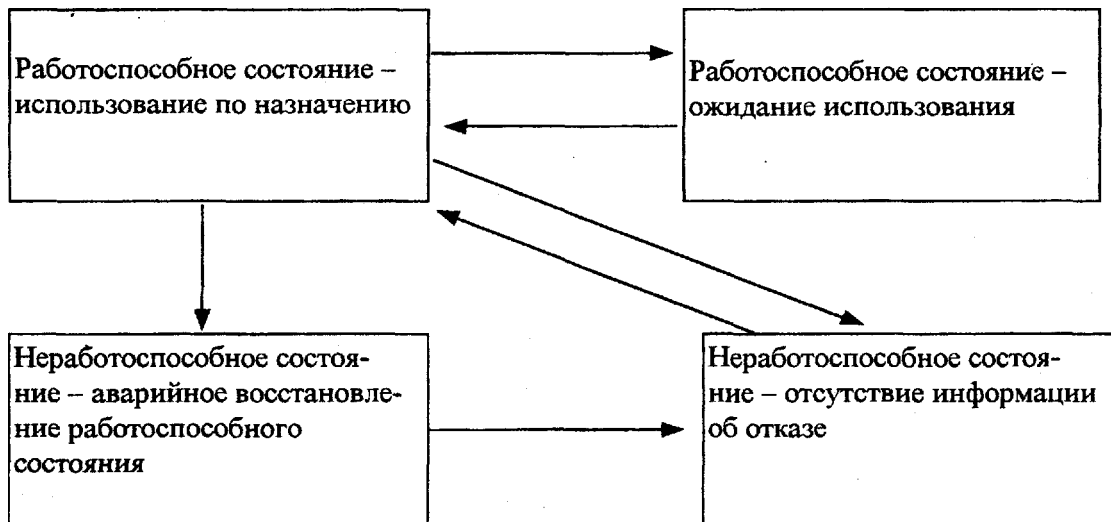 Работоспособное состояние –
использование по назначению
Работоспособное состояние –
ожидание использования
Неработоспособное состоя-
ние – аварийное восстановле-
ние работоспособного
состояния
Неработоспособное состоя-
ние – отсутствие информации
об отказе